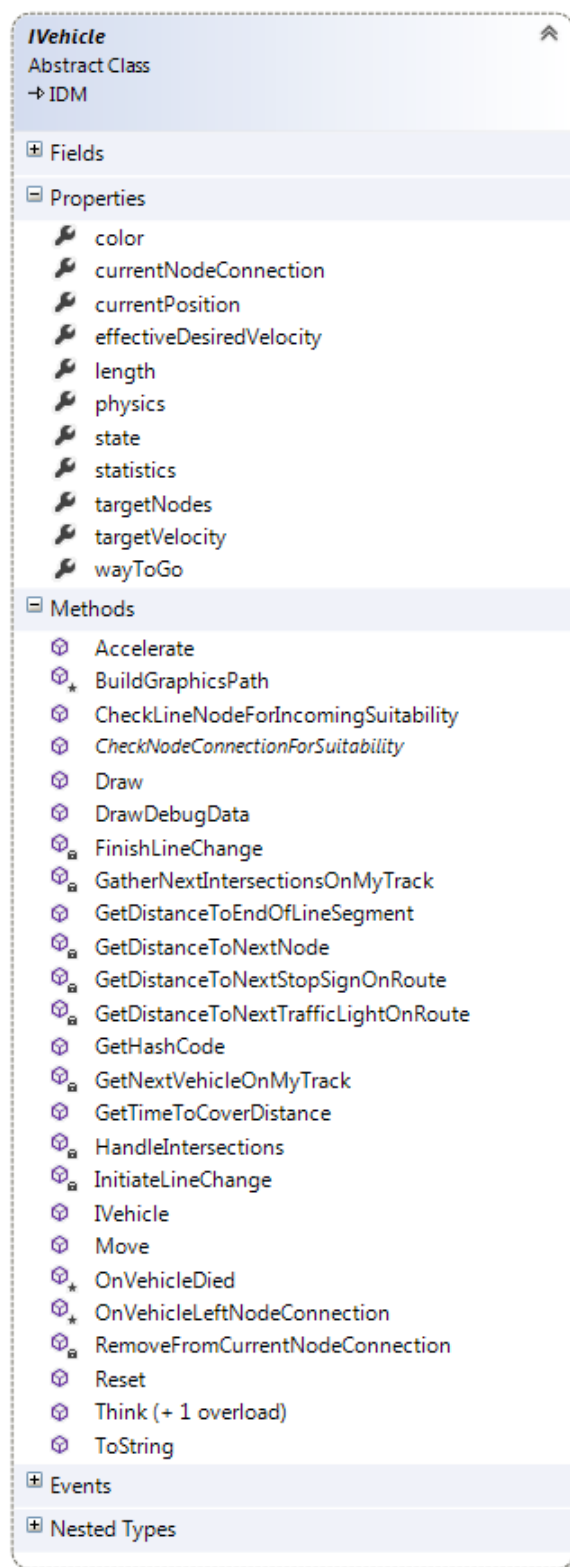 IVehicle
Abstract Class
IDM
Fields
Properties
color
currentNodeConnection
currentPosition
effectiveDesiredVelocity
length
physics
state
statistics
targetNodes
targetVelocity
wayToGo
Methods
Accelerate
BuildGraphicsPath
CheckLineNodeForIncomingSuitability
CheckNodeConnectionForSuitability
Draw
DrawDebugData
FinishLineChange
GatherNextIntersectionsOnMyTrack
GetDistanceToEndOfLineSegment
GetDistanceToNextNode
GetDistanceToNextStopSignOnRoute
GetDistanceToNextTrafficLightOnRoute
GetHashCode
GetNextVehicleOnMyTrack
GetTimeToCoverDistance
HandleIntersections
InitiateLineChange
IVehicle
Move
OnVehicleDied
OnVehicleLeftNodeConnection
RemoveFromCurrentNodeConnection
Reset
Think (+ 1 overload)
ToString
Events
Nested Types